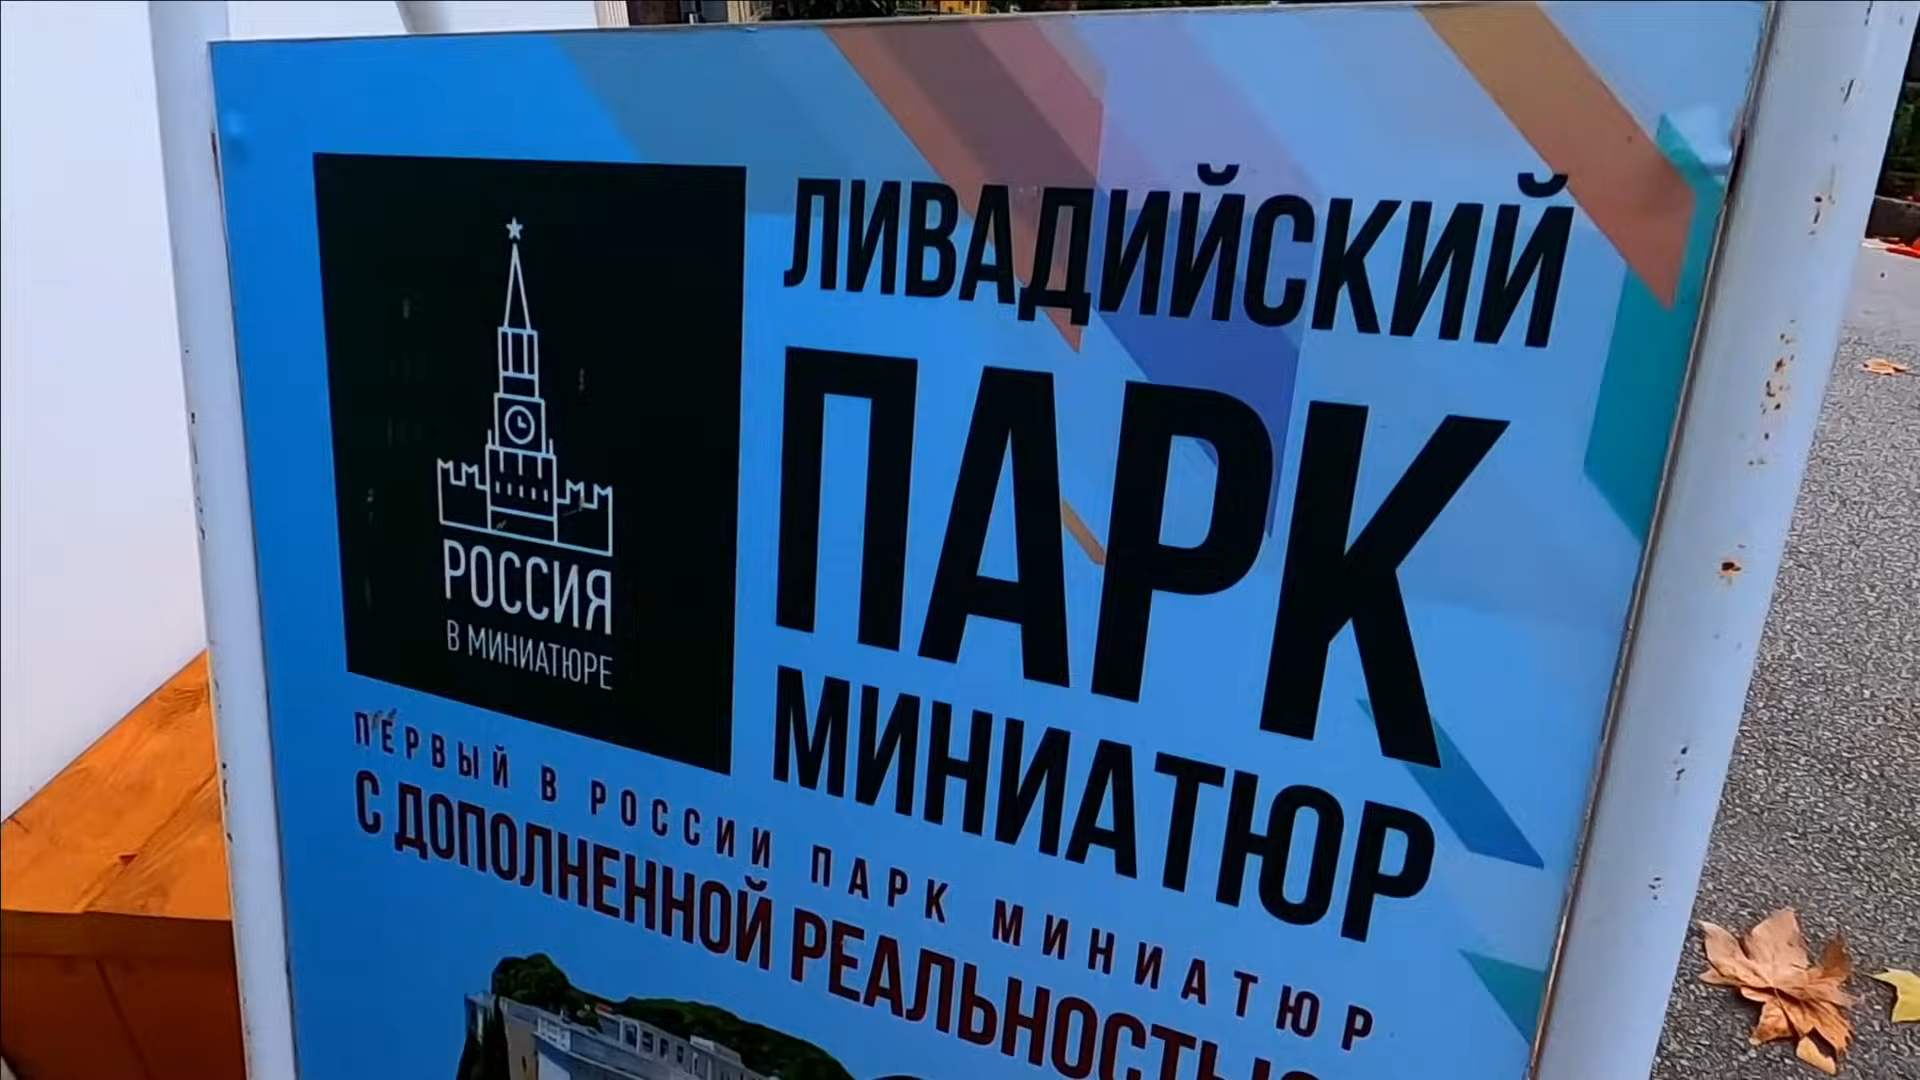 ЛИВАДИЙСКИЙ
ПАРК
МИНИАТЮР
РОССИЯ
В МИНИАТЮРЕ
ПЕРВЫЙ В РОССИИ ПАРК МИНИАТЮР
С ДОПОЛНЕННОЙ РЕАЛЬНОСТЬЮ